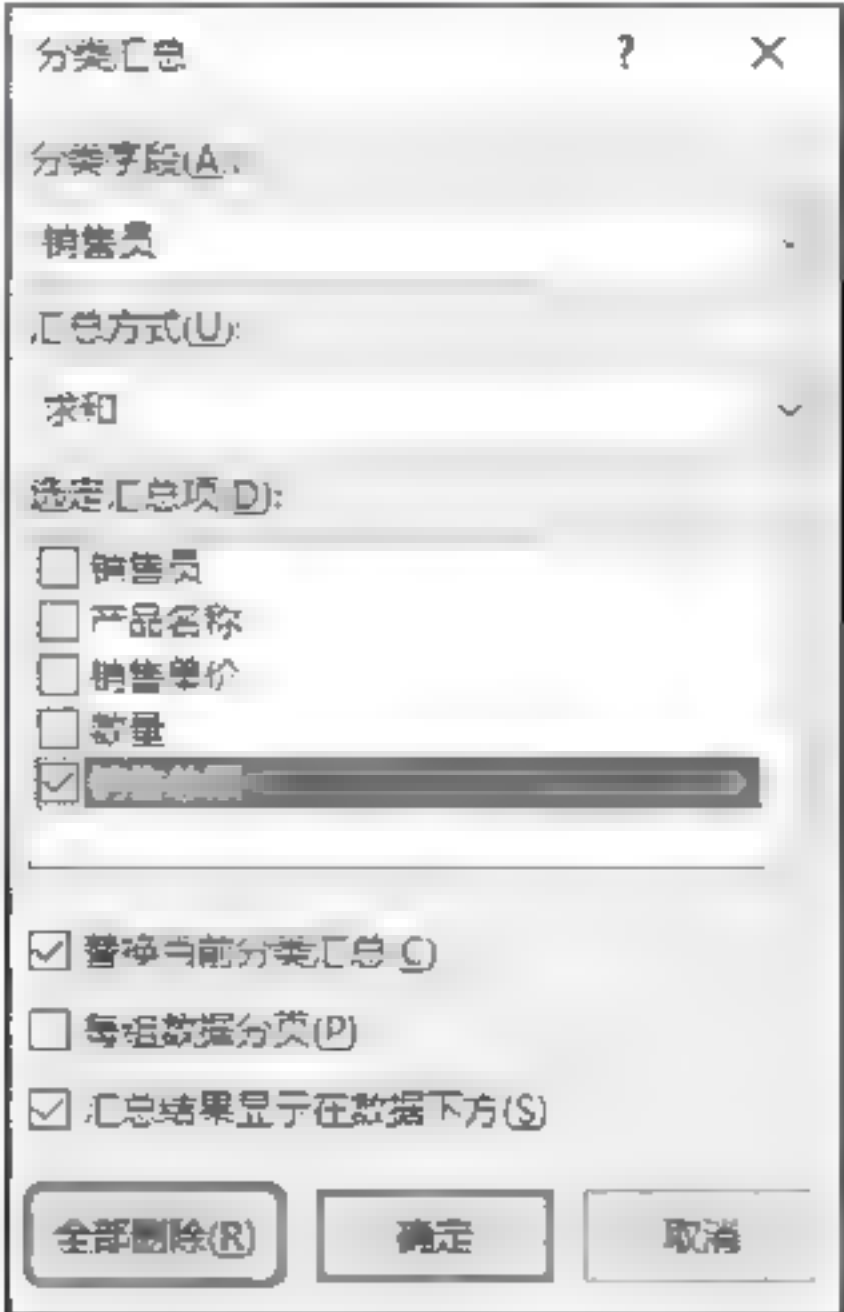 分类汇总
分类字段(A):
销售员
汇总方式(U):
求和
选定汇总项(D):
销售员
产品名称
销售单价
数量
替换当前分类汇总(C)
每组数据分页(P)
汇总结果显示在数据下方(S)
全部删除(R)
确定
取消